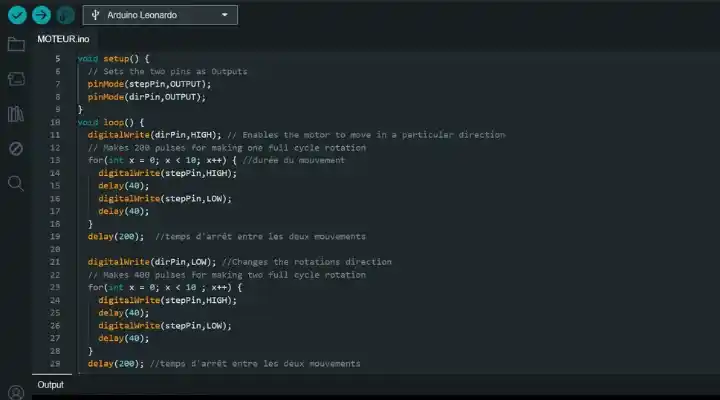 Arduino Leonardo
MOTEUR.ino
5 void setup() {
6 // Sets the two pins as Outputs
7 pinMode(stepPin,OUTPUT);
8 pinMode(dirPin,OUTPUT);
9 }
10 void loop() {
11 digitalWrite(dirPin,HIGH); // Enables the motor to move in a particular direction
12 // Makes 200 pulses for making one full cycle rotation
13 for(int x = 0; x < 10; x++) { //durée du mouvement
14 digitalWrite(stepPin,HIGH);
15 delay(40);
16 digitalWrite(stepPin,LOW);
17 delay(40);
18 }
19 delay(200); //temps d'arrêt entre les deux mouvements
20
21 digitalWrite(dirPin,LOW); //Changes the rotations direction
22 // Makes 400 pulses for making two full cycle rotation
23 for(int x = 0; x < 10 ; x++) {
24 digitalWrite(stepPin,HIGH);
25 delay(40);
26 digitalWrite(stepPin,LOW);
27 delay(40);
28 }
29 delay(200); //temps d'arrêt entre les deux mouvements
Output